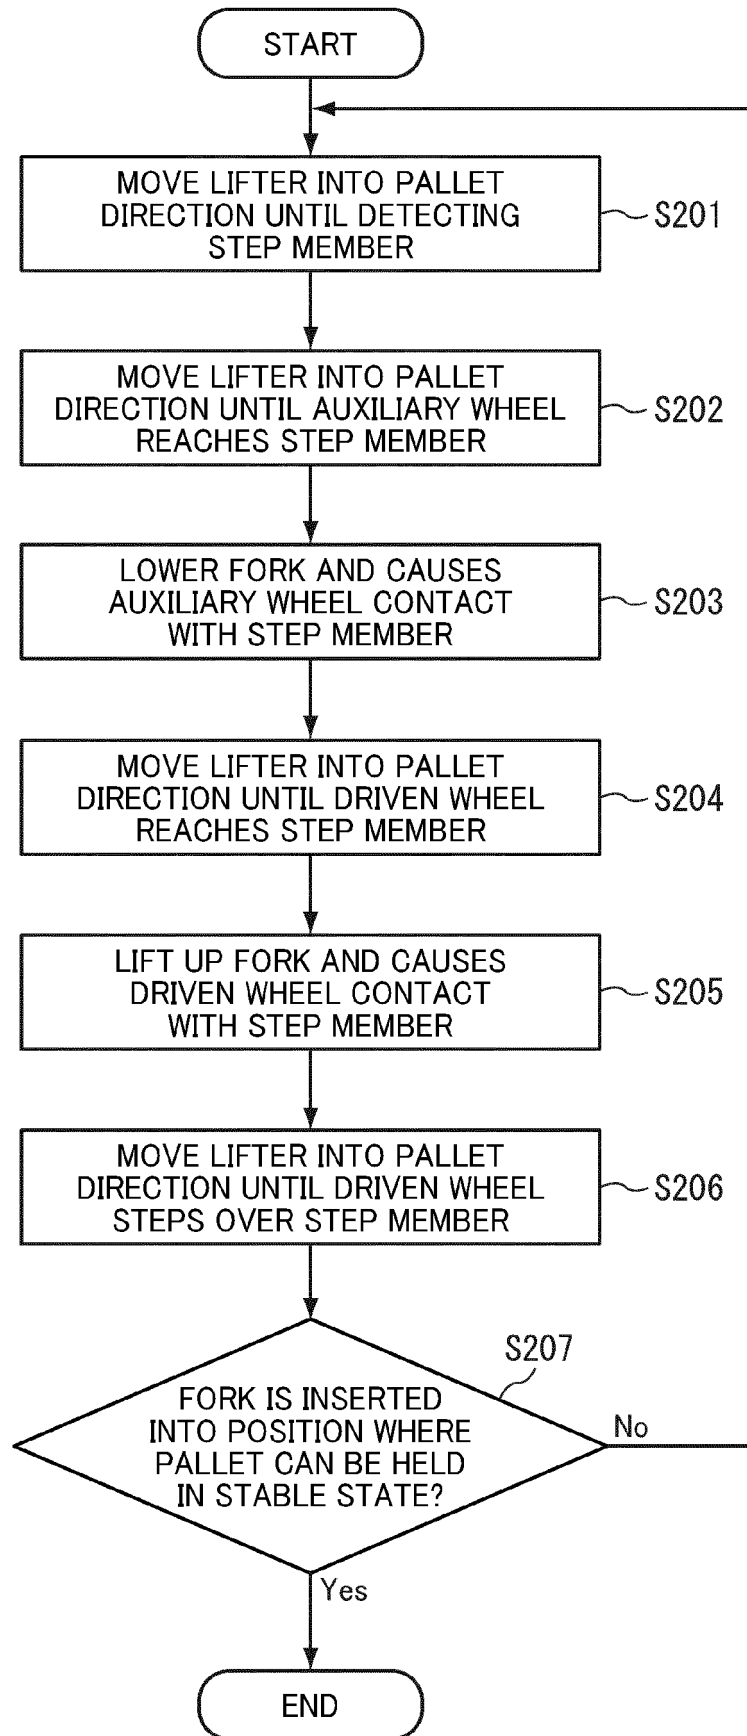 START
MOVE LIFTER INTO PALLET
DIRECTION UNTIL DETECTING
STEP MEMBER
S201
MOVE LIFTER INTO PALLET
DIRECTION UNTIL AUXILIARY WHEEL
REACHES STEP MEMBER
S202
LOWER FORK AND CAUSES
AUXILIARY WHEEL CONTACT
WITH STEP MEMBER
S203
MOVE LIFTER INTO PALLET
DIRECTION UNTIL DRIVEN WHEEL
REACHES STEP MEMBER
S204
LIFT UP FORK AND CAUSES
DRIVEN WHEEL CONTACT
WITH STEP MEMBER
S205
MOVE LIFTER INTO PALLET
DIRECTION UNTIL DRIVEN WHEEL
STEPS OVER STEP MEMBER
S206
S207
FORK IS INSERTED
INTO POSITION WHERE
PALLET CAN BE HELD
IN STABLE STATE?
No
Yes
END